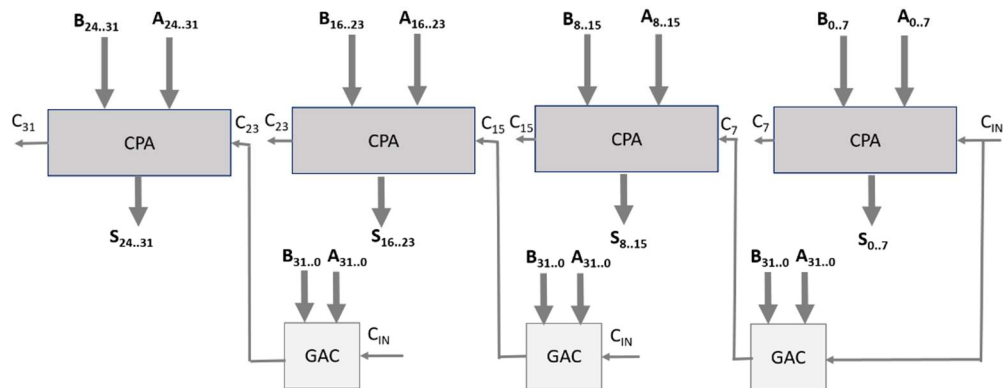 B24..31 A24..31 B16..23 A16..23 B8..15 A8..15 B0..7 A0..7
C31 CPA C23 C23 CPA C15 C15 CPA C7 C7 CPA CIN
S24..31 S16..23 S8..15 S0..7
B31..0 A31..0 B31..0 A31..0 B31..0 A31..0
GAC CIN GAC CIN GAC